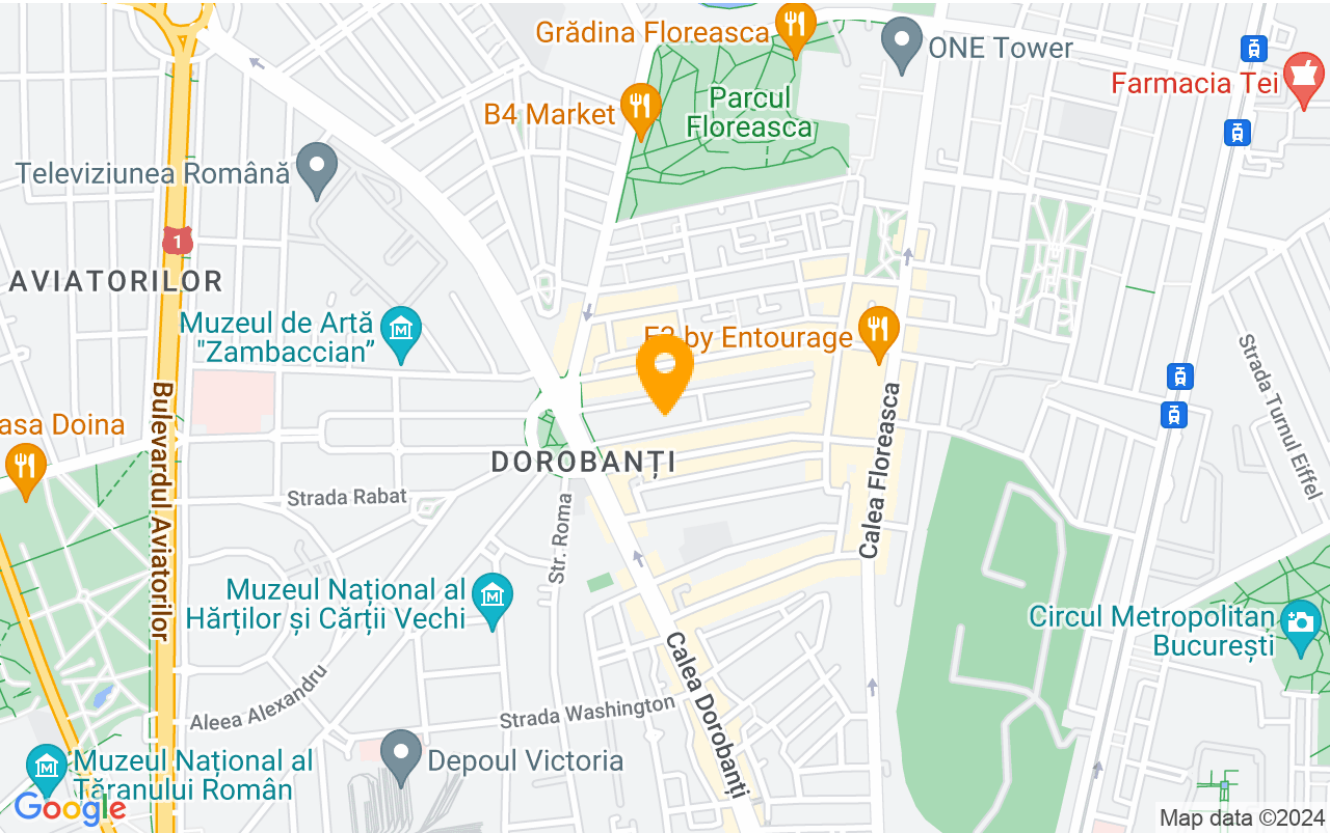 Grădina Floreasca
ONE Tower
Farmacia Tei
B4 Market
Parcul
Floreasca
Televiziunea Română
1
AVIATORILOR
Muzeul de Artă
"Zambaccian”
by Entourage
Strada Turnul Eiffel
Bulevardul Aviatorilor
asa Doina
Calea Floreasca
DOROBANȚI
Strada Rabat
Str. Roma
Muzeul Național al
Hărților și Cărții Vechi
Circul Metropolitan
București
Calea Dorobanți
Aleea Alexandru
Strada Washington
Depoul Victoria
Muzeul Național al
Țăranului Român
Google
Map data ©2024